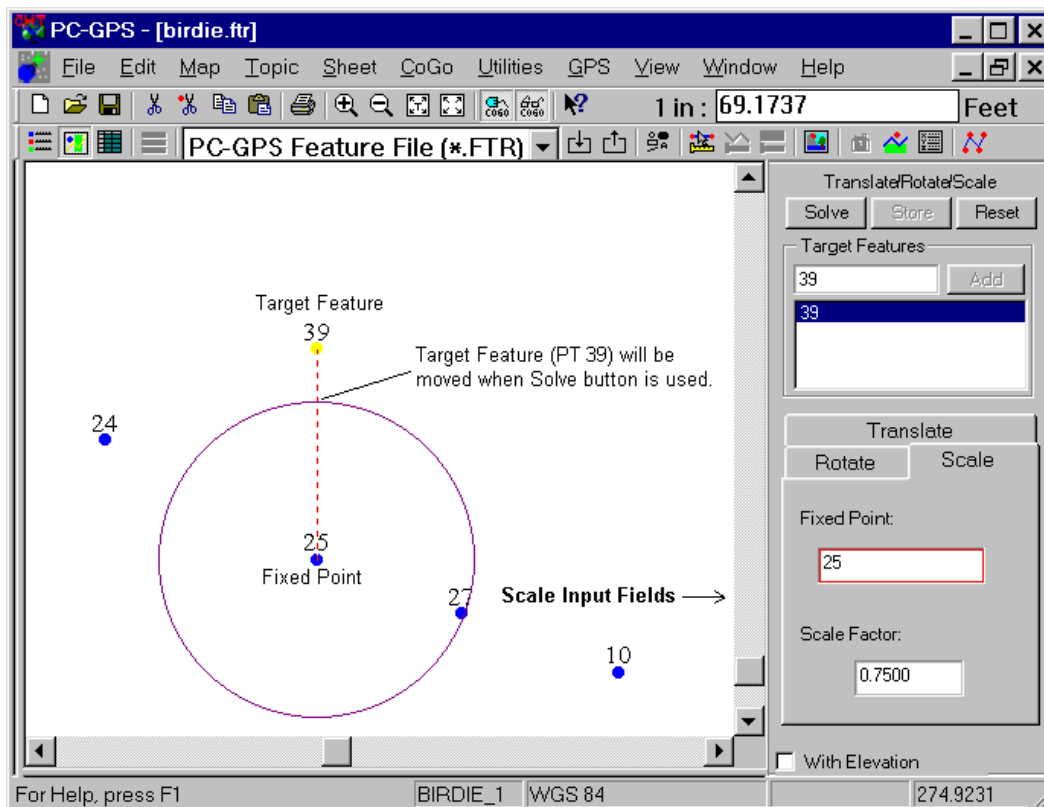 PC-GPS - [birdie.ftr]
File Edit Map Topic Sheet CoGo Utilities GPS View Window Help
1 in : 69.1737 Feet
PC-GPS Feature File (*.FTR)
Translate/Rotate/Scale
Solve Store Reset
Target Features
39 Add
39
Translate
Rotate Scale
Fixed Point:
25
Scale Factor:
0.7500
With Elevation
Target Feature
39
Target Feature (PT 39) will be
moved when Solve button is used.
24
25
Fixed Point
27
Scale Input Fields
10
For Help, press F1 BIRDIE_1 WGS 84 274.9231